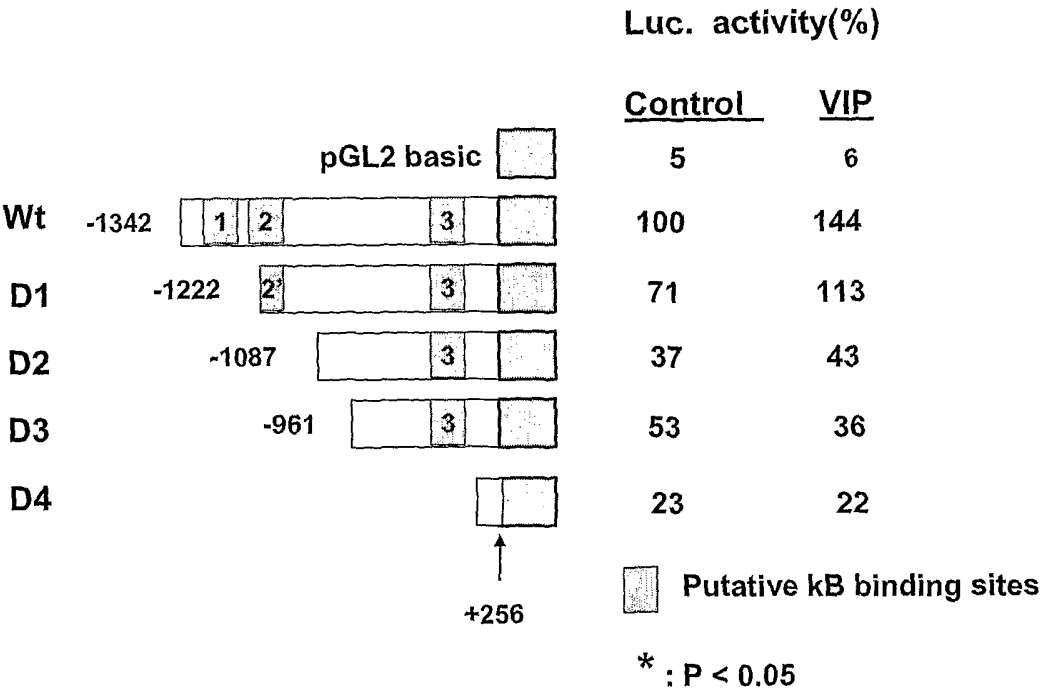 Luc. activity(%)
Control VIP
pGL2 basic 5 6
Wt -1342 1 2 3 100 144
D1 -1222 2' 3 71 113
D2 -1087 3 37 43
D3 -961 3 53 36
D4 23 22
+256
Putative kB binding sites
* : P < 0.05